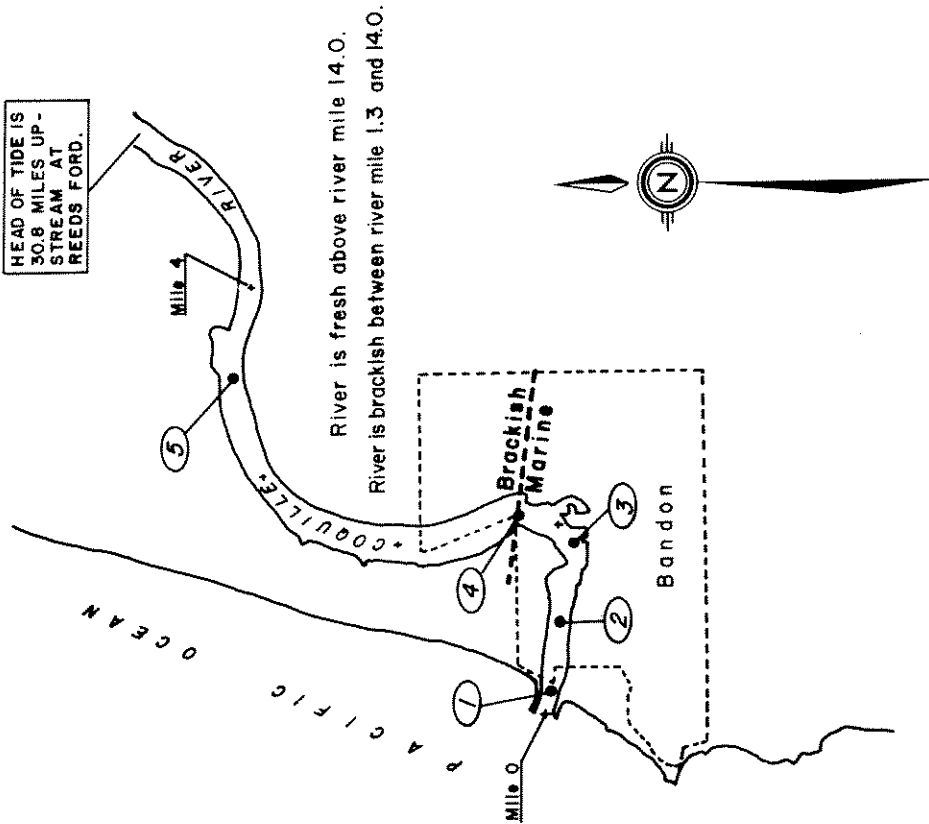 HEAD OF TIDE IS
30.8 MILES UP-
STREAM AT
REEDS FORD.
RIVER
Mile 4
5
River is fresh above river mile 14.0.
River is brackish between river mile 1.3 and 14.0.
COQUILLE
PACIFIC OCEAN
Brackish
Marine
4
3
2
1
Bandon
Mile 0
N